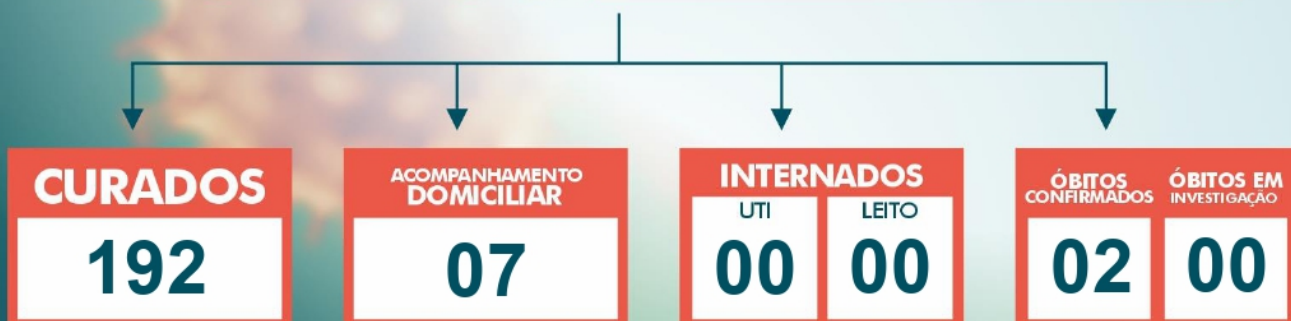 CURADOS
192
ACOMPANHAMENTO
DOMICILIAR
07
INTERNADOS
UTI
00
LEITO
00
ÓBITOS
CONFIRMADOS
02
ÓBITOS EM
INVESTIGAÇÃO
00